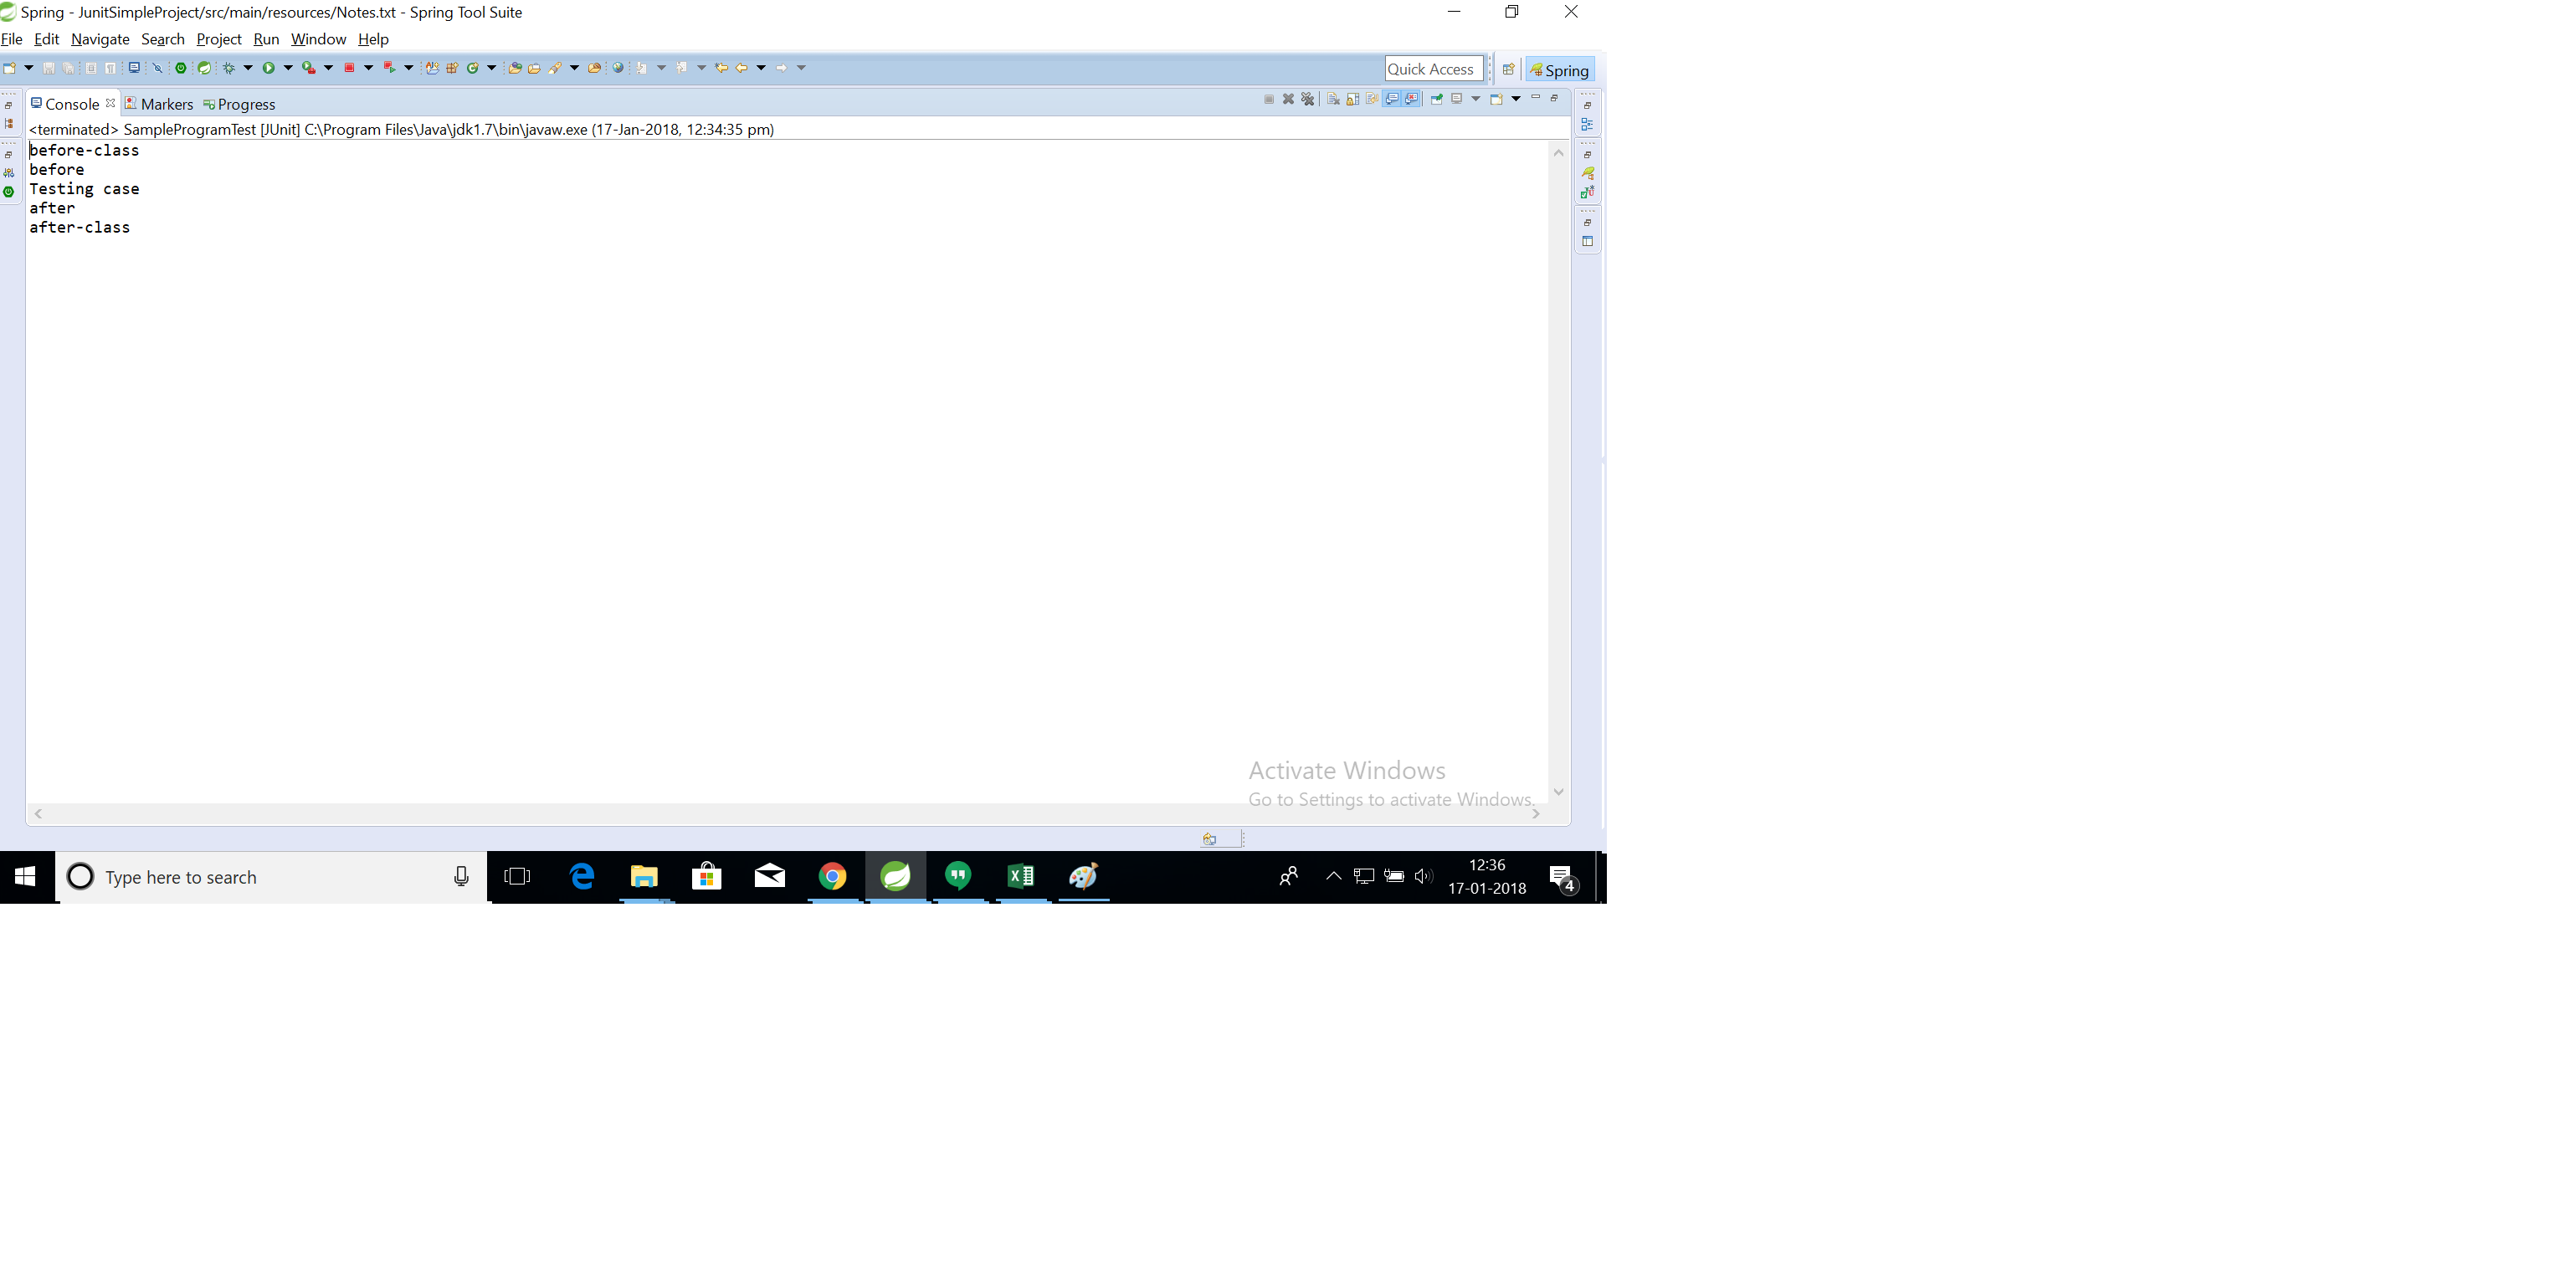 Spring - JunitSimpleProject/src/main/resources/Notes.txt - Spring Tool Suite
File Edit Navigate Search Project Run Window Help
Quick Access Spring
Console Markers Progress
<terminated> SampleProgramTest [JUnit] C:\Program Files\Java\jdk1.7\bin\javaw.exe (17-Jan-2018, 12:34:35 pm)
before-class
before
Testing case
after
after-class
Activate Windows
Go to Settings to activate Windows.
Type here to search
12:36
17-01-2018
4